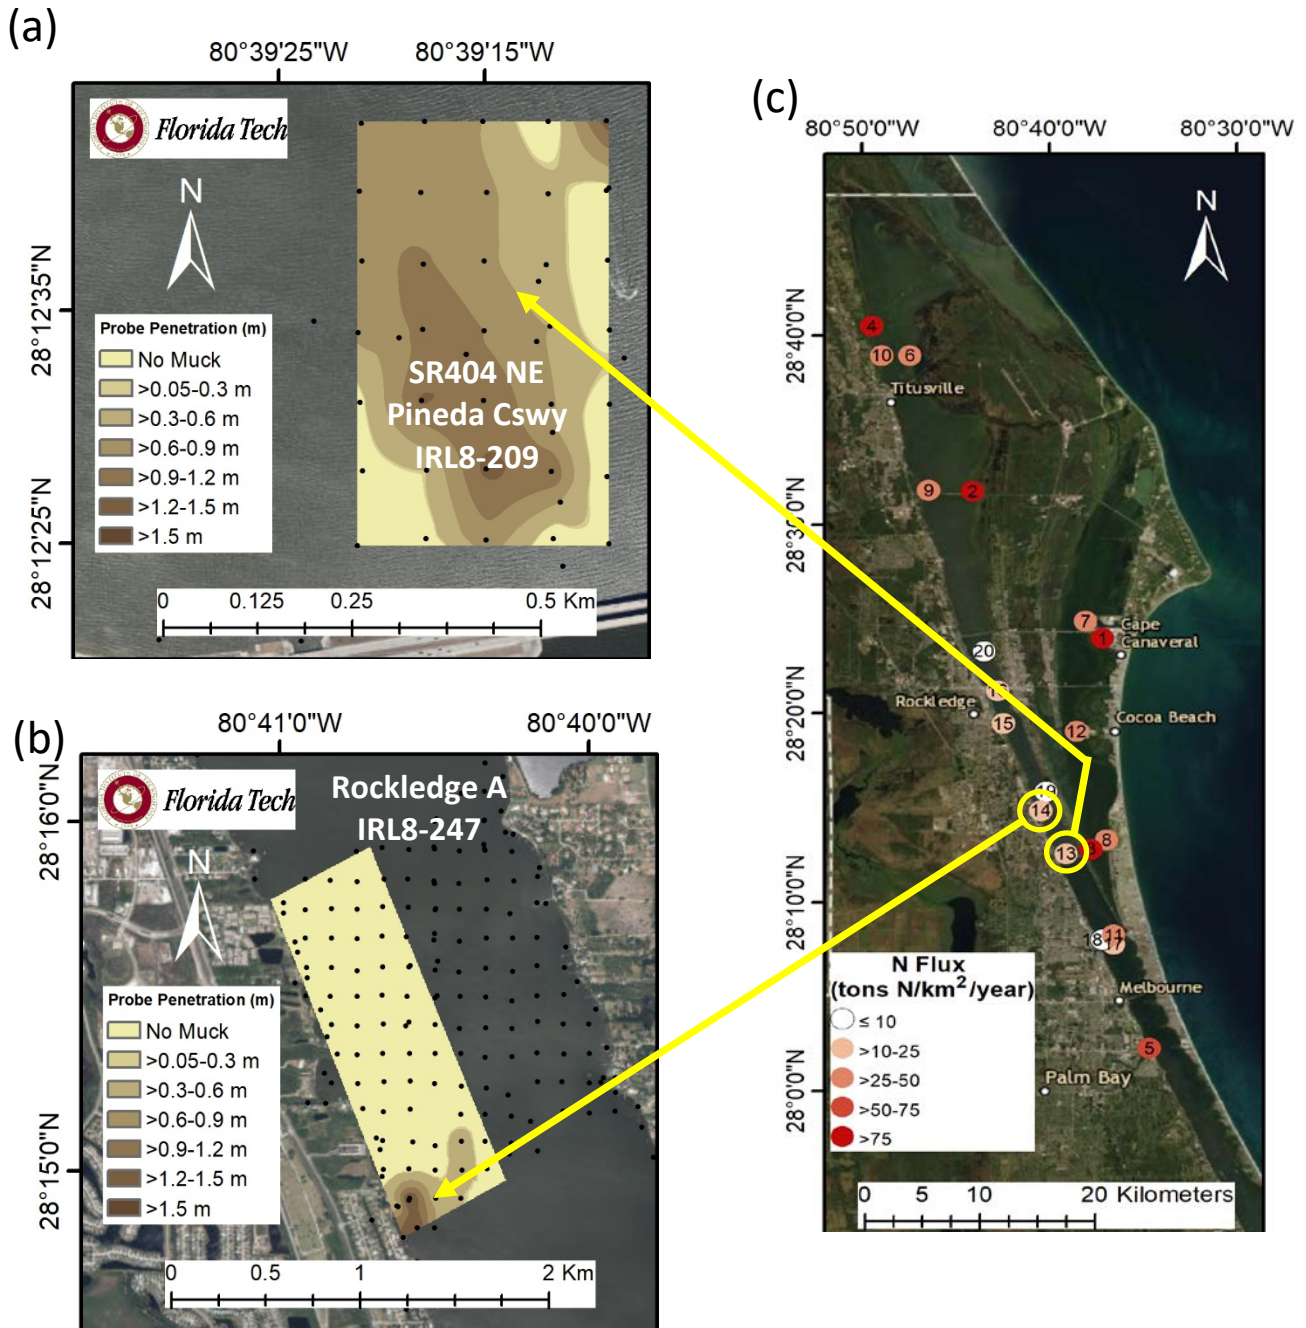 (a)
80°39'25"W 80°39'15"W
Florida Tech
N
28°12'35"N
28°12'25"N
Probe Penetration (m)
No Muck
>0.05-0.3 m
>0.3-0.6 m
>0.6-0.9 m
>0.9-1.2 m
>1.2-1.5 m
>1.5 m
SR404 NE
Pineda Cswy
IRL8-209
0 0.125 0.25 0.5 Km
(b)
80°41'0"W 80°40'0"W
Florida Tech
Rockledge A
IRL8-247
N
28°16'0"N
28°15'0"N
Probe Penetration (m)
No Muck
>0.05-0.3 m
>0.3-0.6 m
>0.6-0.9 m
>0.9-1.2 m
>1.2-1.5 m
>1.5 m
0 0.5 1 2 Km
(c)
80°50'0"W 80°40'0"W 80°30'0"W
N
28°40'0"N
28°30'0"N
28°20'0"N
28°10'0"N
28°0'0"N
4
10 6
Titusville
9 2
7
Cape
1
Canaveral
20
Rockledge
15
12
Cocoa Beach
19
14
8
13
11
18
17
Melbourne
5
Palm Bay
N Flux
(tons N/km²/year)
≤ 10
>10-25
>25-50
>50-75
>75
0 5 10 20 Kilometers